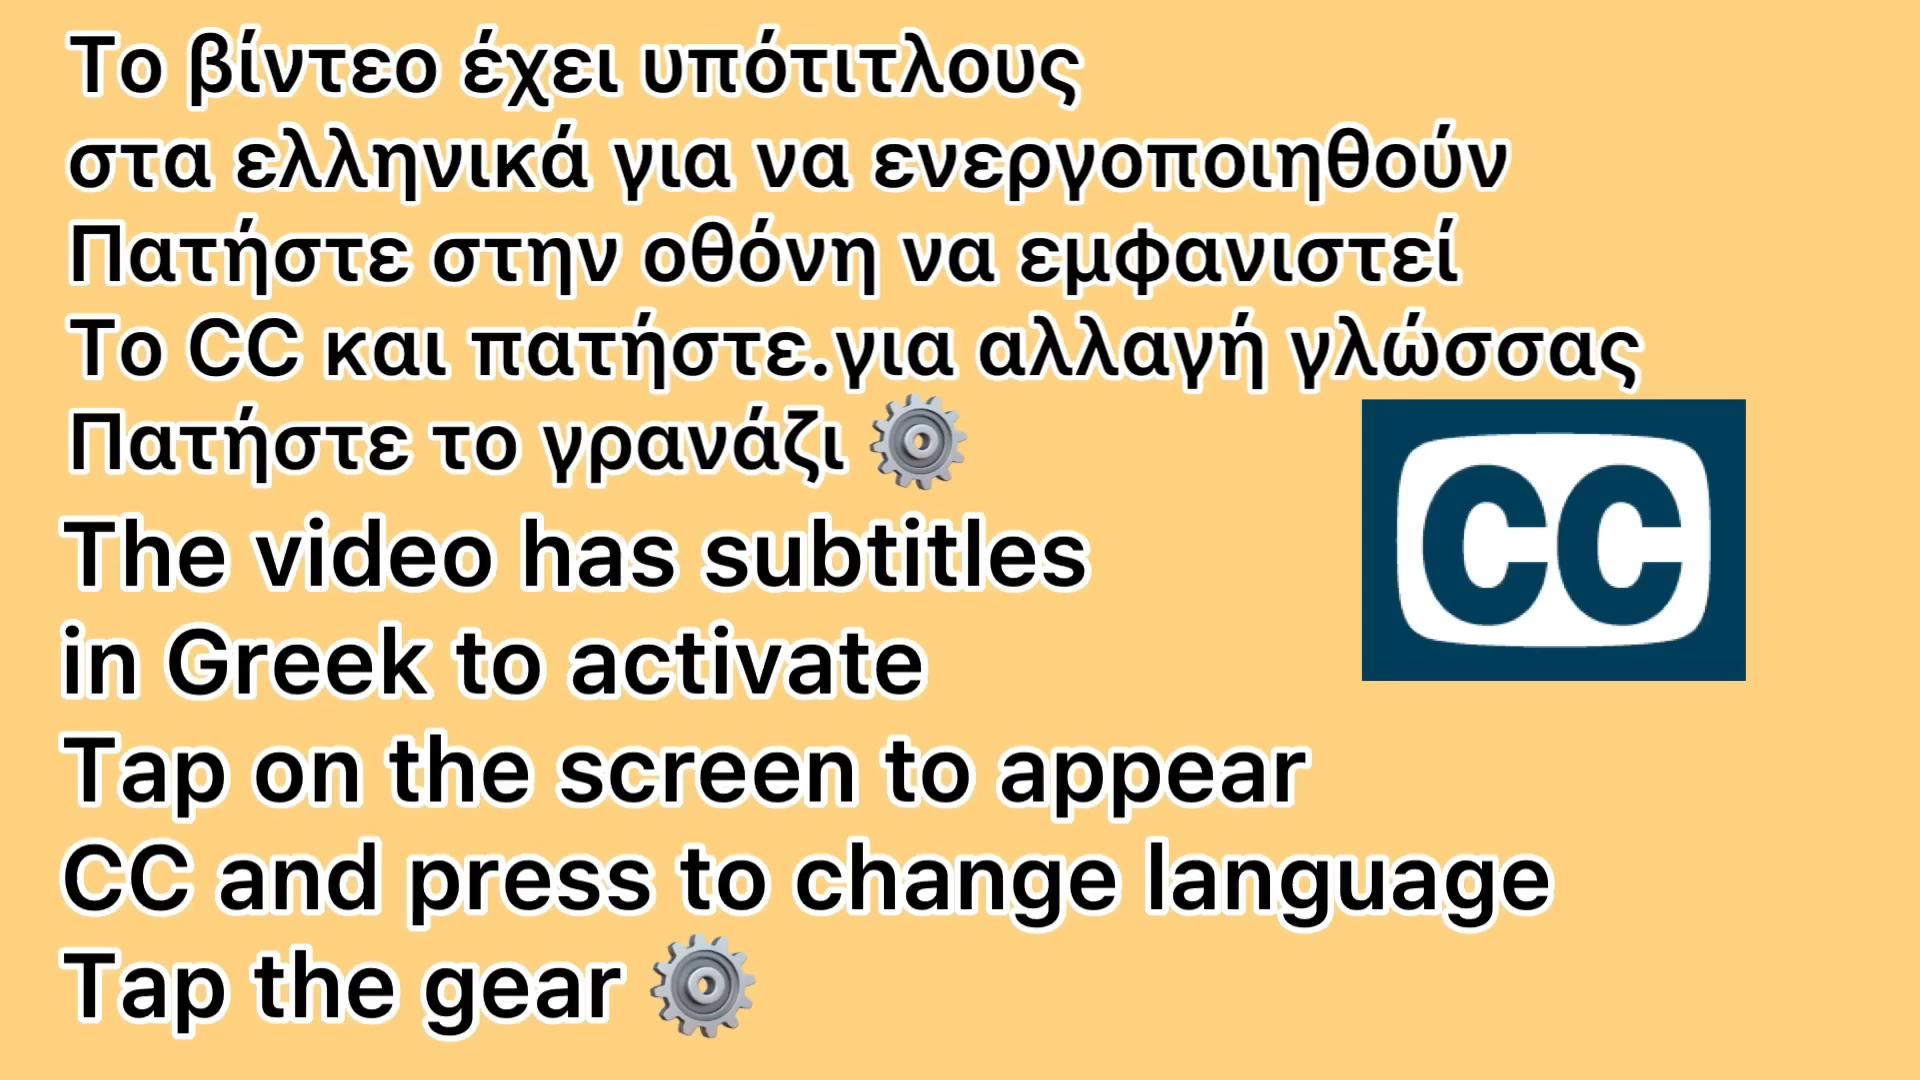 Το βίντεο έχει υπότιτλους
στα ελληνικά για να ενεργοποιηθούν
Πατήστε στην οθόνη να εμφανιστεί
Το CC και πατήστε.για αλλαγή γλώσσας
Πατήστε το γρανάζι ⚙️
CC
The video has subtitles
in Greek to activate
Tap on the screen to appear
CC and press to change language
Tap the gear ⚙️